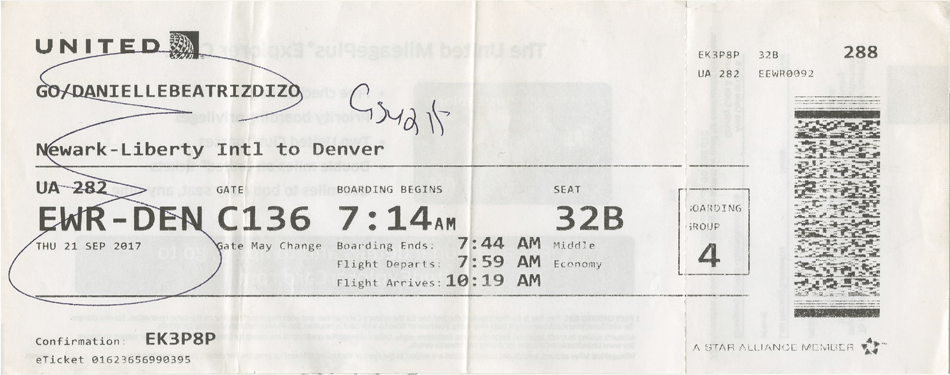 UNITED
EK3P8P 32B 288
UA 282 EEWR0092
GO/DANIELLEBEATRIZDIZO
Newark-Liberty Intl to Denver
UA 282 GATE BOARDING BEGINS SEAT
EWR-DEN C136 7:14AM 32B
THU 21 SEP 2017 Gate May Change Boarding Ends: 7:44 AM Middle
Flight Departs: 7:59 AM Economy
Flight Arrives: 10:19 AM
BOARDING
GROUP
4
Confirmation: EK3P8P
eTicket 01623656990395
A STAR ALLIANCE MEMBER